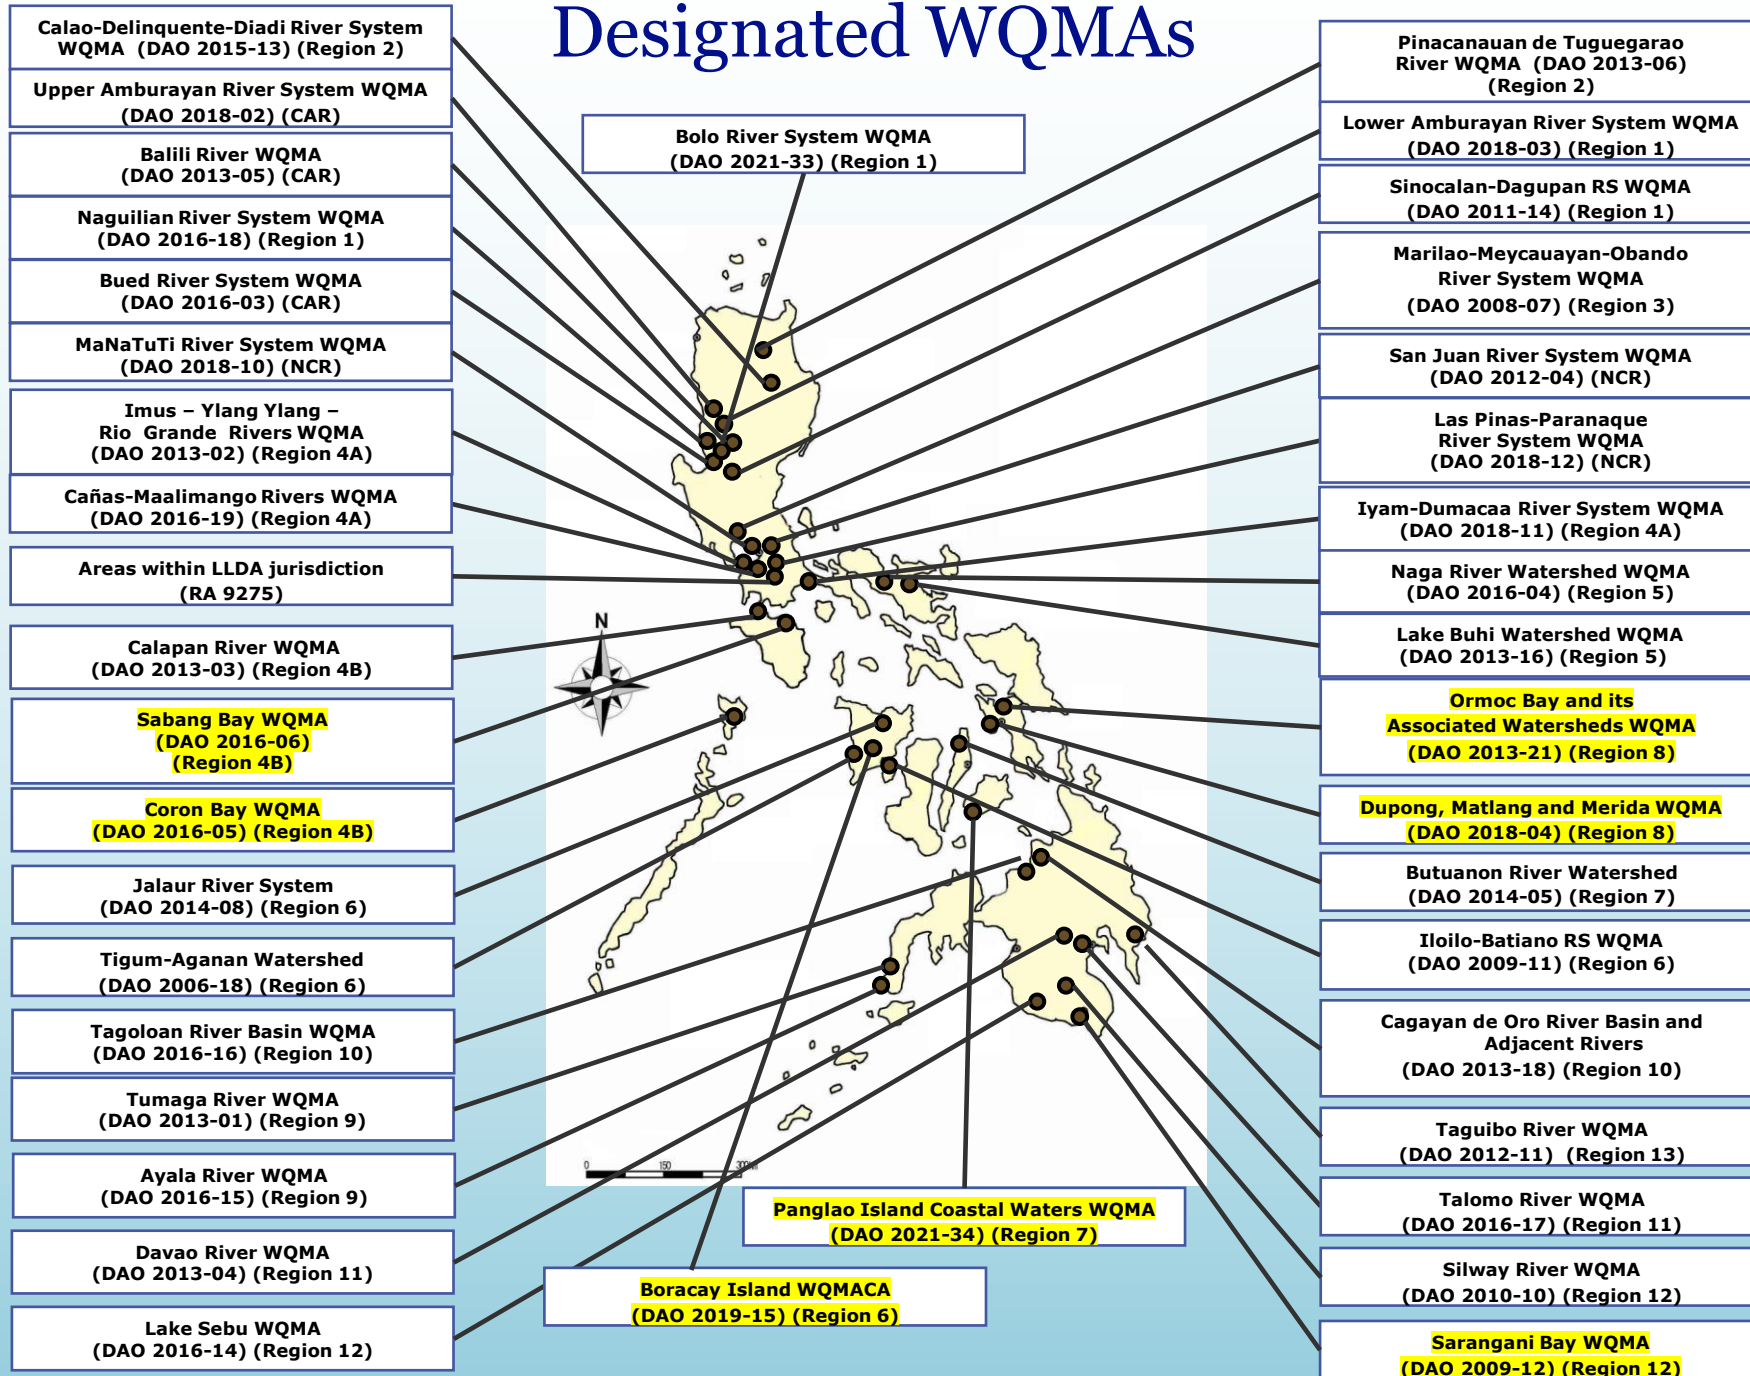 Designated WQMAs
Calao-Delinquente-Diadi River System
WQMA (DAO 2015-13) (Region 2)
Upper Amburayan River System WQMA
(DAO 2018-02) (CAR)
Balili River WQMA
(DAO 2013-05) (CAR)
Naguilian River System WQMA
(DAO 2016-18) (Region 1)
Bued River System WQMA
(DAO 2016-03) (CAR)
MaNaTuTi River System WQMA
(DAO 2018-10) (NCR)
Imus – Ylang Ylang –
Rio Grande Rivers WQMA
(DAO 2013-02) (Region 4A)
Cañas-Maalimango Rivers WQMA
(DAO 2016-19) (Region 4A)
Areas within LLDA jurisdiction
(RA 9275)
Calapan River WQMA
(DAO 2013-03) (Region 4B)
Sabang Bay WQMA
(DAO 2016-06)
(Region 4B)
Coron Bay WQMA
(DAO 2016-05) (Region 4B)
Jalaur River System
(DAO 2014-08) (Region 6)
Tigum-Aganan Watershed
(DAO 2006-18) (Region 6)
Tagoloan River Basin WQMA
(DAO 2016-16) (Region 10)
Tumaga River WQMA
(DAO 2013-01) (Region 9)
Ayala River WQMA
(DAO 2016-15) (Region 9)
Davao River WQMA
(DAO 2013-04) (Region 11)
Lake Sebu WQMA
(DAO 2016-14) (Region 12)
Bolo River System WQMA
(DAO 2021-33) (Region 1)
N
0 150 300
Panglao Island Coastal Waters WQMA
(DAO 2021-34) (Region 7)
Boracay Island WQMACA
(DAO 2019-15) (Region 6)
Pinacanauan de Tuguegarao
River WQMA (DAO 2013-06)
(Region 2)
Lower Amburayan River System WQMA
(DAO 2018-03) (Region 1)
Sinocalan-Dagupan RS WQMA
(DAO 2011-14) (Region 1)
Marilao-Meycauayan-Obando
River System WQMA
(DAO 2008-07) (Region 3)
San Juan River System WQMA
(DAO 2012-04) (NCR)
Las Pinas-Paranaque
River System WQMA
(DAO 2018-12) (NCR)
Iyam-Dumacaa River System WQMA
(DAO 2018-11) (Region 4A)
Naga River Watershed WQMA
(DAO 2016-04) (Region 5)
Lake Buhi Watershed WQMA
(DAO 2013-16) (Region 5)
Ormoc Bay and its
Associated Watersheds WQMA
(DAO 2013-21) (Region 8)
Dupong, Matlang and Merida WQMA
(DAO 2018-04) (Region 8)
Butuanon River Watershed
(DAO 2014-05) (Region 7)
Iloilo-Batiano RS WQMA
(DAO 2009-11) (Region 6)
Cagayan de Oro River Basin and
Adjacent Rivers
(DAO 2013-18) (Region 10)
Taguibo River WQMA
(DAO 2012-11) (Region 13)
Talomo River WQMA
(DAO 2016-17) (Region 11)
Silway River WQMA
(DAO 2010-10) (Region 12)
Sarangani Bay WQMA
(DAO 2009-12) (Region 12)